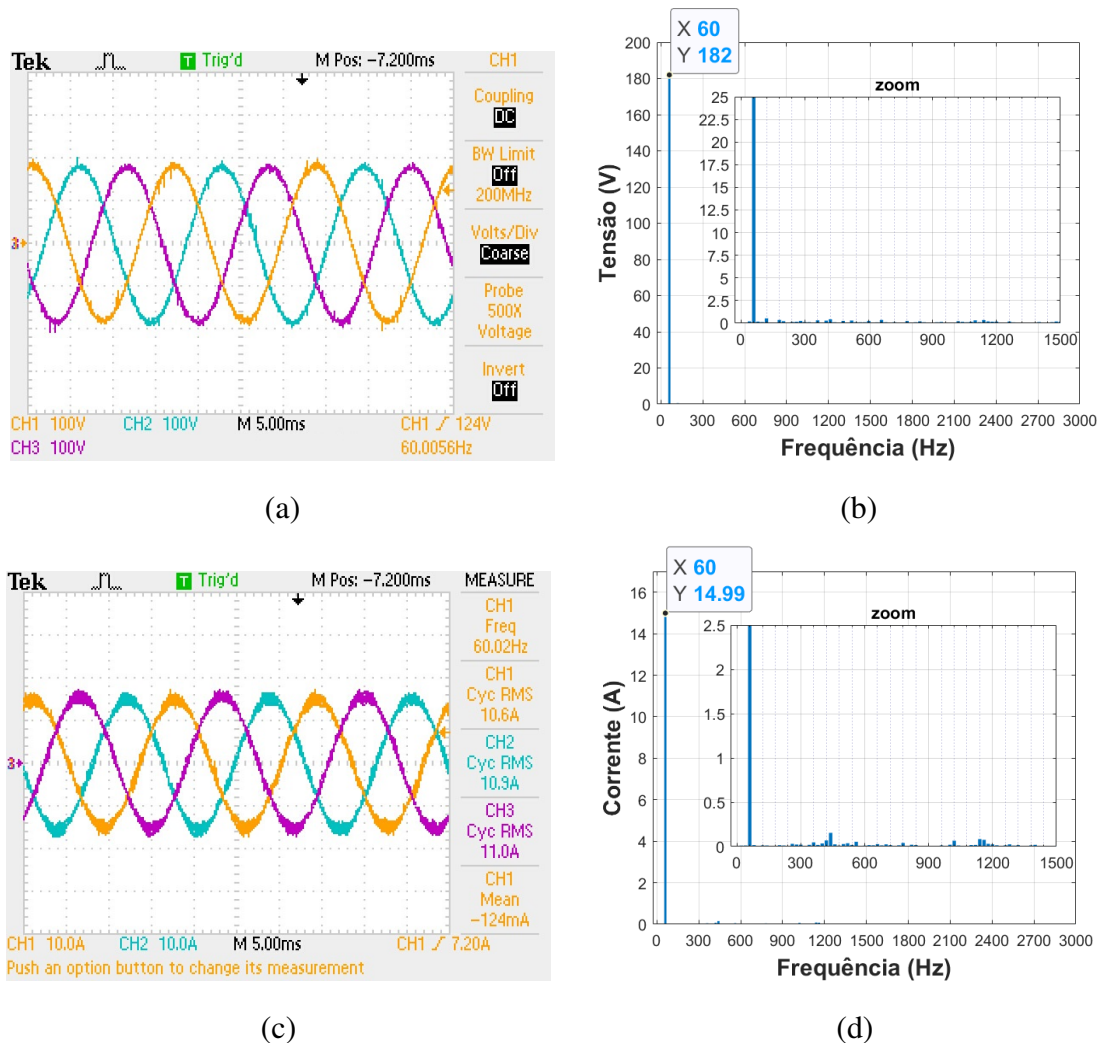 Tek Trig'd M Pos: -7.200ms CH1
Coupling
DC
BW Limit
Off
200MHz
Volts/Div
Coarse
Probe
500X
Voltage
Invert
Off
3
CH1 100V CH2 100V M 5.00ms CH1 124V
CH3 100V 60.0056Hz
(a)
X 60
Y 182
zoom
25
22.5
20
17.5
15
12.5
10
7.5
5
2.5
0
0 300 600 900 1200 1500
200
180
160
140
120
100
80
60
40
20
0
Tensão (V)
0 300 600 900 1200 1500 1800 2100 2400 2700 3000
Frequência (Hz)
(b)
Tek Trig'd M Pos: -7.200ms MEASURE
CH1
Freq
60.02Hz
CH1
Cyc RMS
10.6A
CH2
Cyc RMS
10.9A
CH3
Cyc RMS
11.0A
CH1
Mean
-124mA
3
CH1 10.0A CH2 10.0A M 5.00ms CH1 7.20A
Push an option button to change its measurement
(c)
X 60
Y 14.99
zoom
2.5
2
1.5
1
0.5
0
0 300 600 900 1200 1500
16
14
12
10
8
6
4
2
0
Corrente (A)
0 300 600 900 1200 1500 1800 2100 2400 2700 3000
Frequência (Hz)
(d)